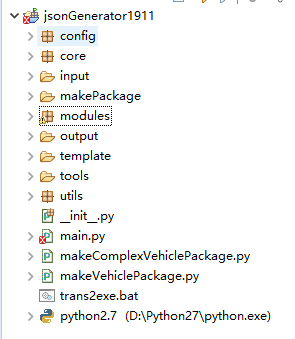 jsonGenerator1911
config
core
input
makePackage
modules
output
template
tools
utils
__init__.py
main.py
makeComplexVehiclePackage.py
makeVehiclePackage.py
trans2exe.bat
python2.7 (D:\Python27\python.exe)